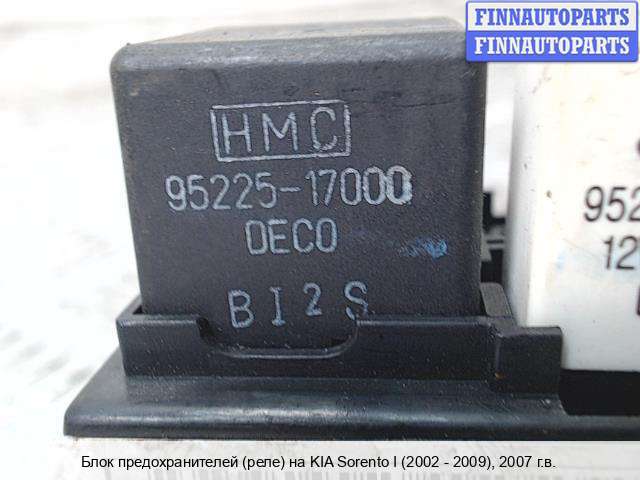 FINNAUTOPARTS
FINNAUTOPARTS
HMC
95225-17000
DECO
BI2S
Блок предохранителей (реле) на KIA Sorento I (2002 - 2009), 2007 г.в.